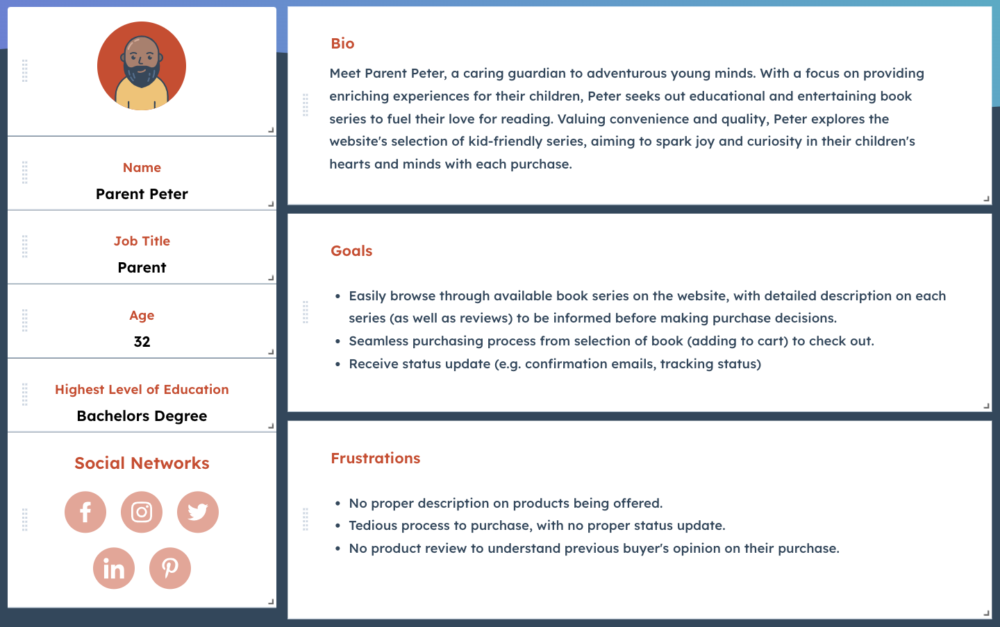 Name
Parent Peter
Job Title
Parent
Age
32
Highest Level of Education
Bachelors Degree
Social Networks
Bio
Meet Parent Peter, a caring guardian to adventurous young minds. With a focus on providing
enriching experiences for their children, Peter seeks out educational and entertaining book
series to fuel their love for reading. Valuing convenience and quality, Peter explores the
website's selection of kid-friendly series, aiming to spark joy and curiosity in their children's
hearts and minds with each purchase.
Goals
• Easily browse through available book series on the website, with detailed description on each
series (as well as reviews) to be informed before making purchase decisions.
• Seamless purchasing process from selection of book (adding to cart) to check out.
• Receive status update (e.g. confirmation emails, tracking status)
Frustrations
• No proper description on products being offered.
• Tedious process to purchase, with no proper status update.
• No product review to understand previous buyer's opinion on their purchase.